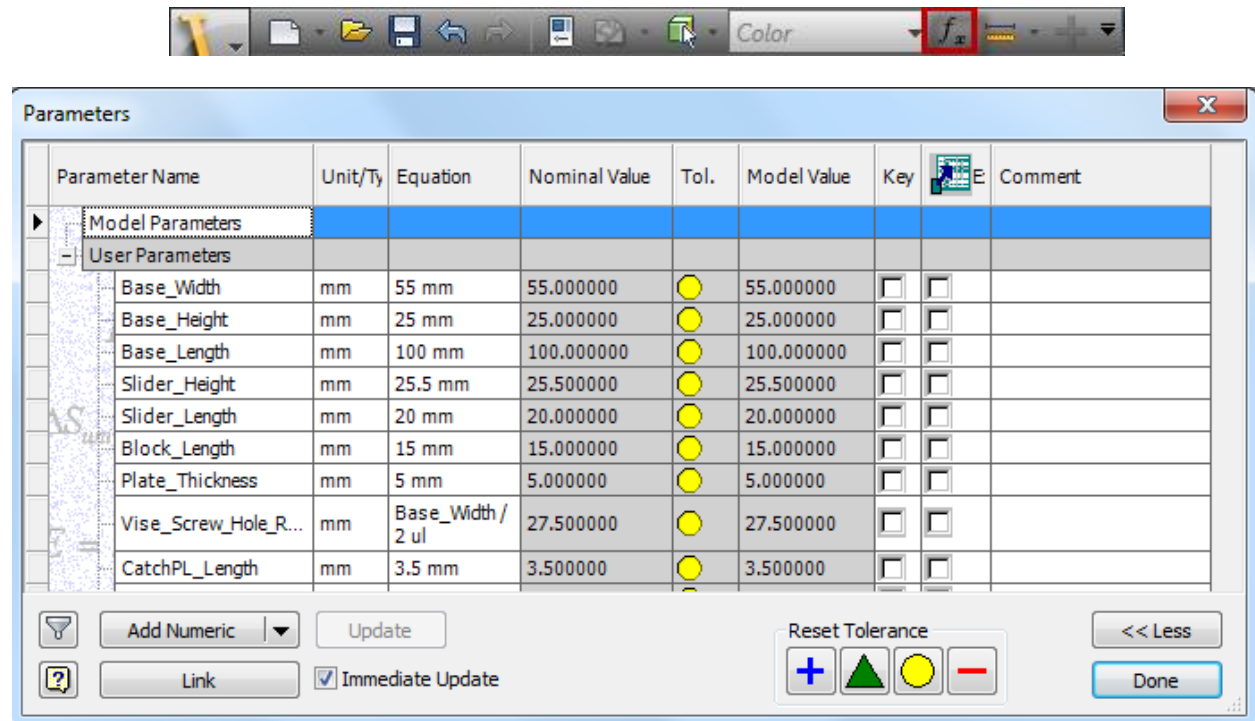 Color fx
Parameters X
Parameter Name Unit/Ty Equation Nominal Value Tol. Model Value Key E Comment
Model Parameters
User Parameters
Base_Width mm 55 mm 55.000000 55.000000
Base_Height mm 25 mm 25.000000 25.000000
Base_Length mm 100 mm 100.000000 100.000000
Slider_Height mm 25.5 mm 25.500000 25.500000
Slider_Length mm 20 mm 20.000000 20.000000
Block_Length mm 15 mm 15.000000 15.000000
Plate_Thickness mm 5 mm 5.000000 5.000000
Vise_Screw_Hole_R... mm Base_Width / 27.500000 27.500000
2 ul
CatchPL_Length mm 3.5 mm 3.500000 3.500000
Add Numeric Update Reset Tolerance << Less
Link Immediate Update Done